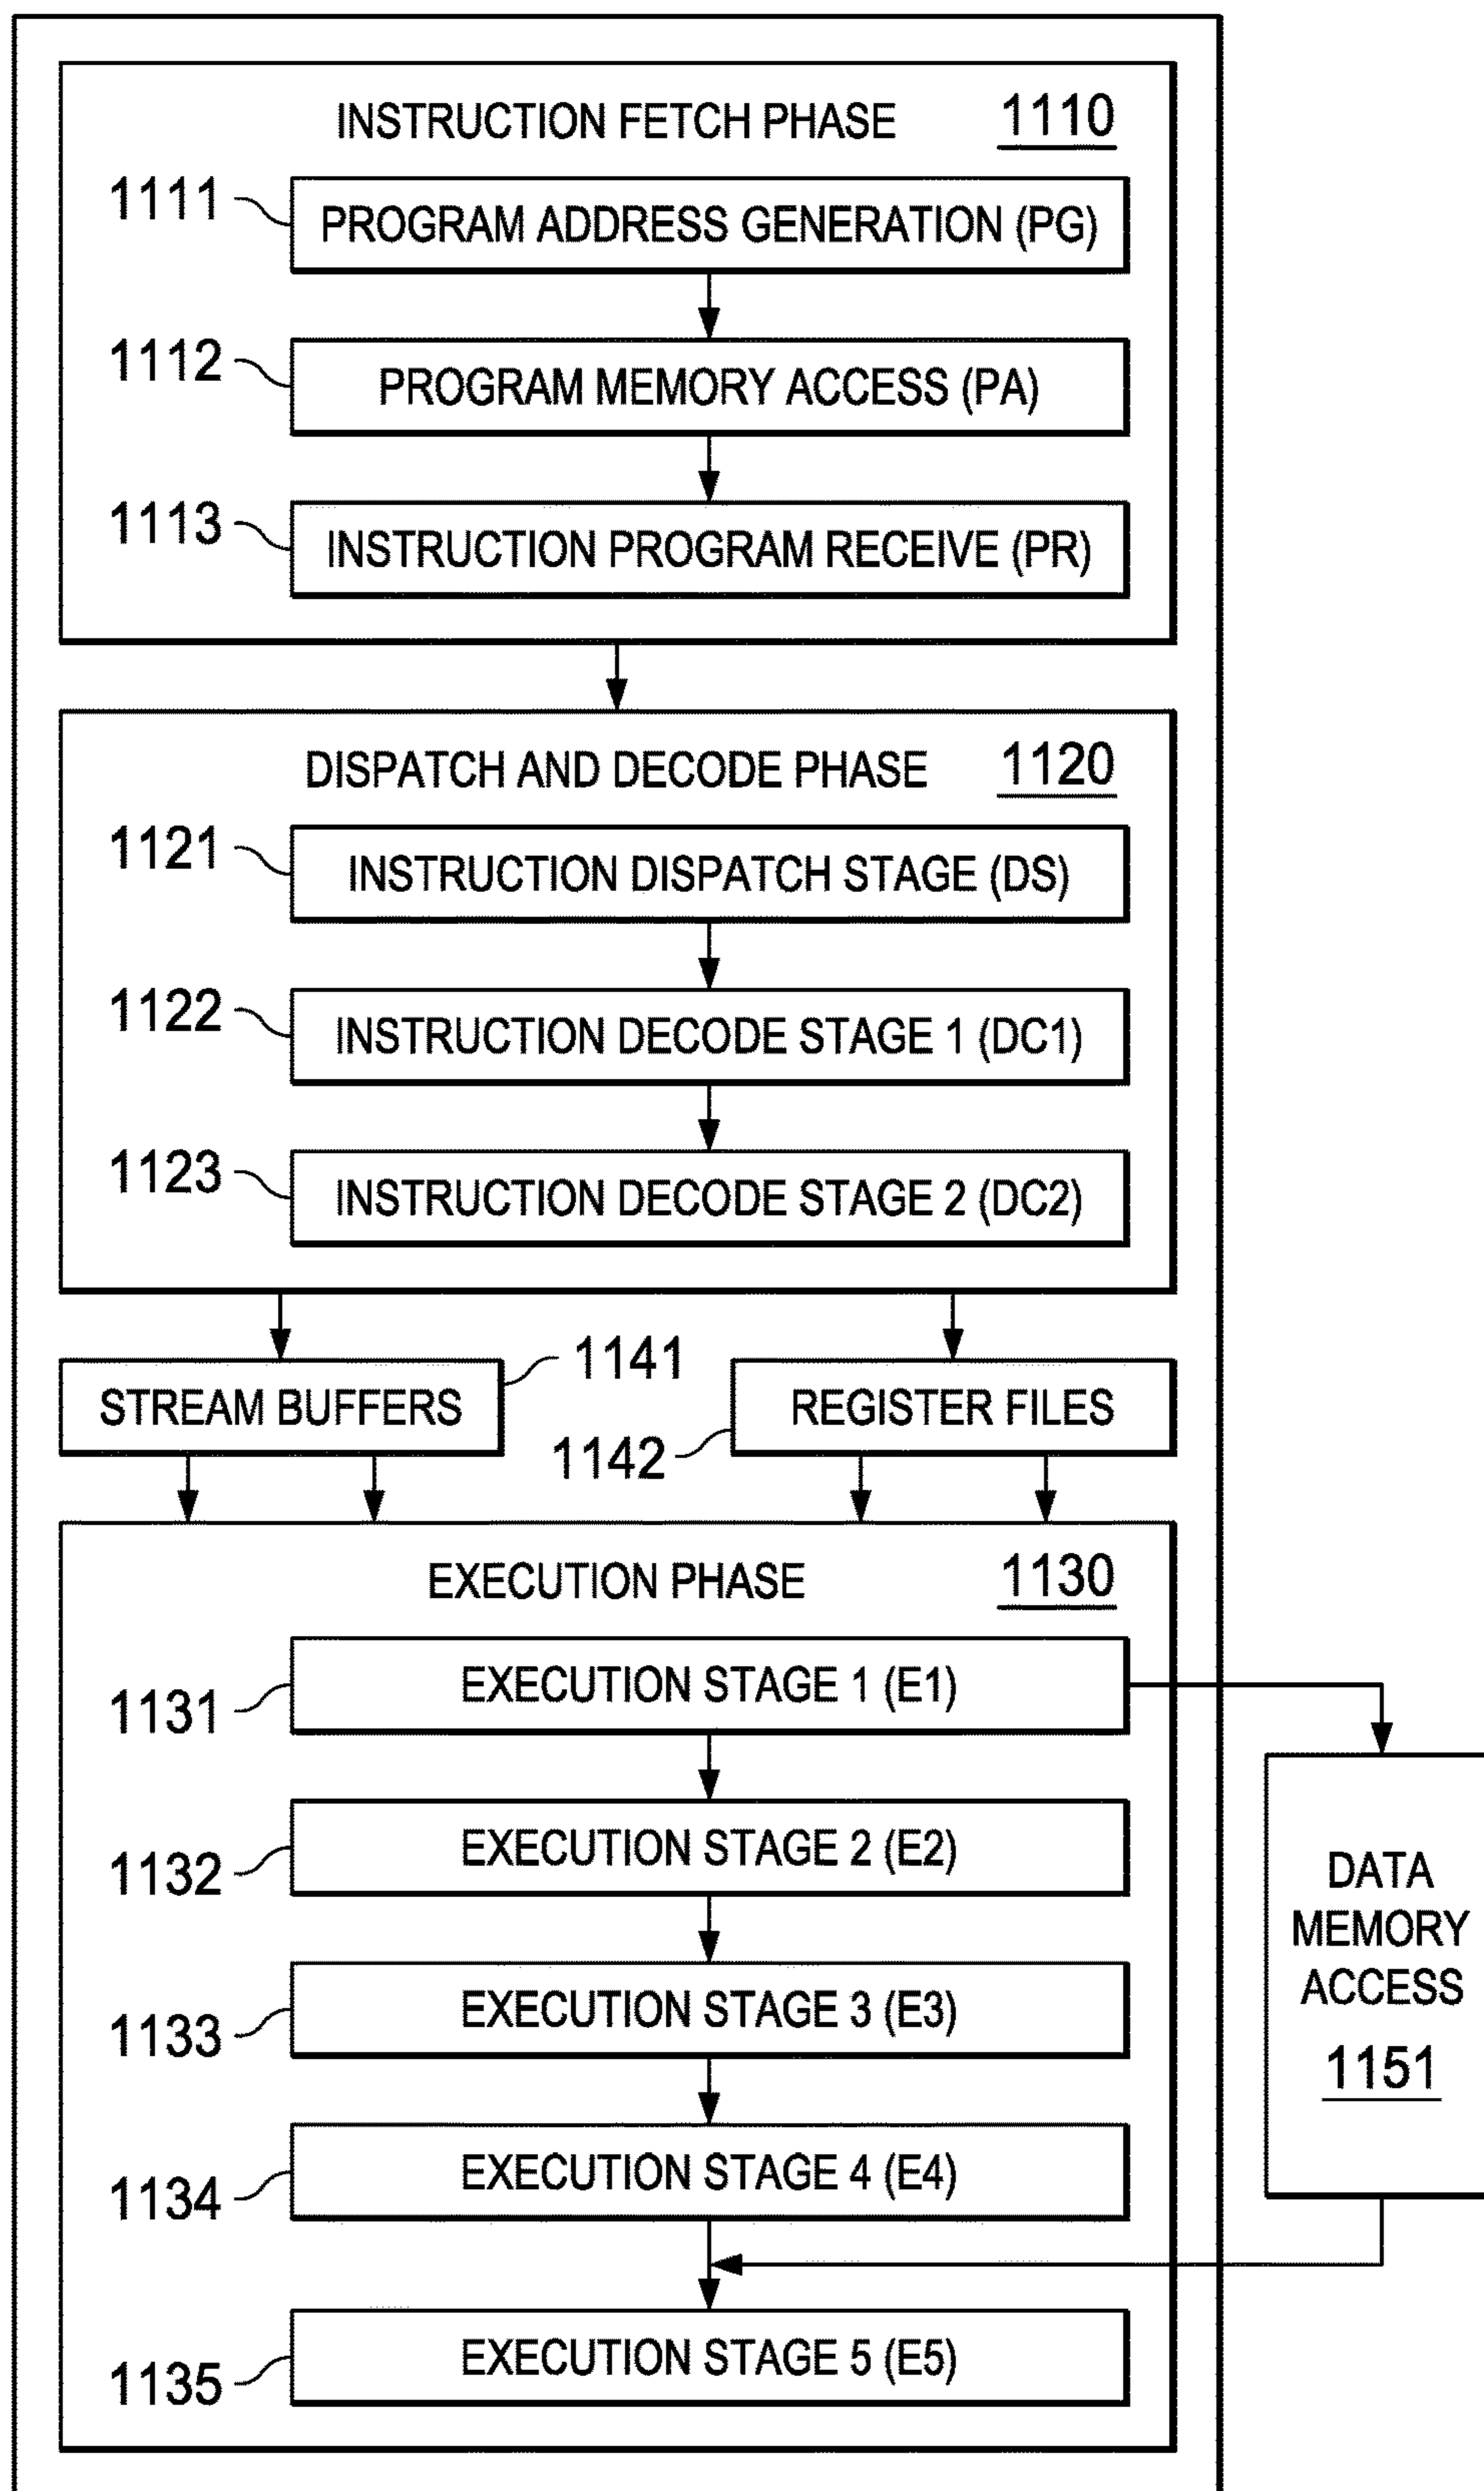 INSTRUCTION FETCH PHASE 1110
1111 PROGRAM ADDRESS GENERATION (PG)
1112 PROGRAM MEMORY ACCESS (PA)
1113 INSTRUCTION PROGRAM RECEIVE (PR)
DISPATCH AND DECODE PHASE 1120
1121 INSTRUCTION DISPATCH STAGE (DS)
1122 INSTRUCTION DECODE STAGE 1 (DC1)
1123 INSTRUCTION DECODE STAGE 2 (DC2)
STREAM BUFFERS 1141
1142 REGISTER FILES
EXECUTION PHASE 1130
1131 EXECUTION STAGE 1 (E1)
1132 EXECUTION STAGE 2 (E2)
1133 EXECUTION STAGE 3 (E3)
1134 EXECUTION STAGE 4 (E4)
1135 EXECUTION STAGE 5 (E5)
DATA
MEMORY
ACCESS
1151